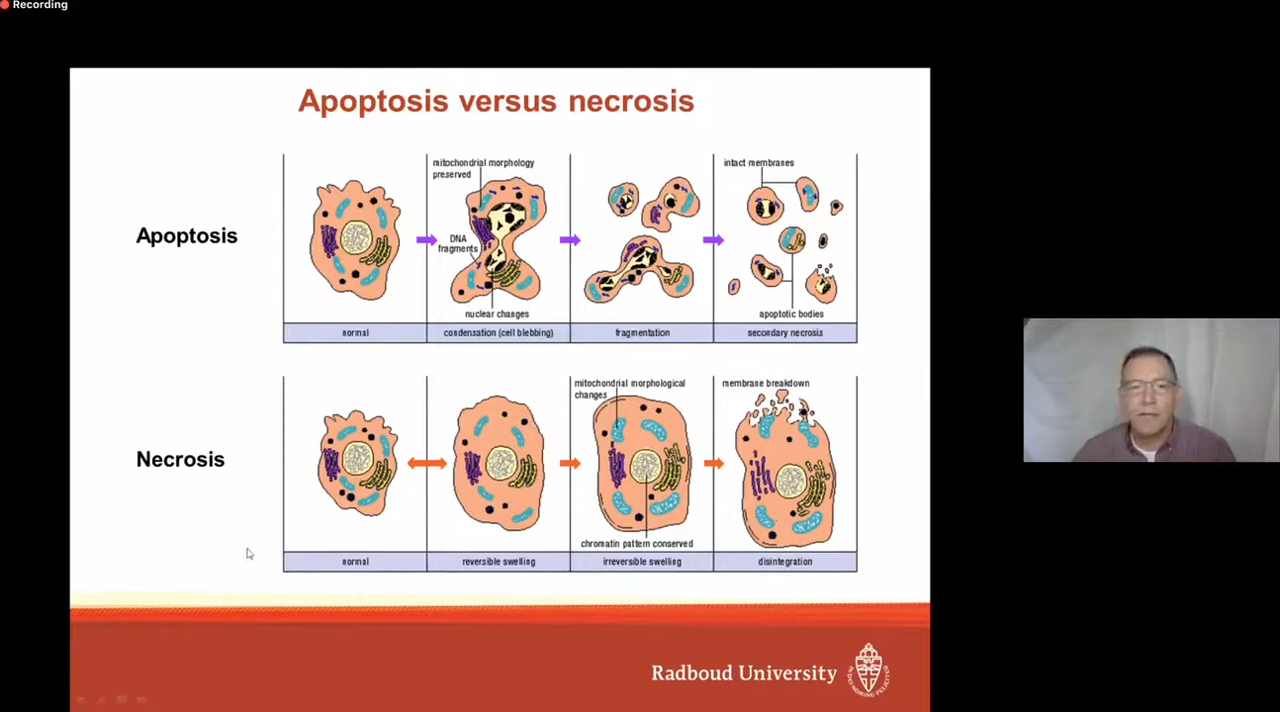 Recording
Apoptosis versus necrosis
Apoptosis
mitochondrial morphology
preserved
DNA
fragments
nuclear changes
intact membranes
apoptotic bodies
normal
condensation (cell blebbing)
fragmentation
secondary necrosis
Necrosis
mitochondrial morphological
changes
chromatin pattern conserved
membrane breakdown
normal
reversible swelling
irreversible swelling
disintegration
Radboud University